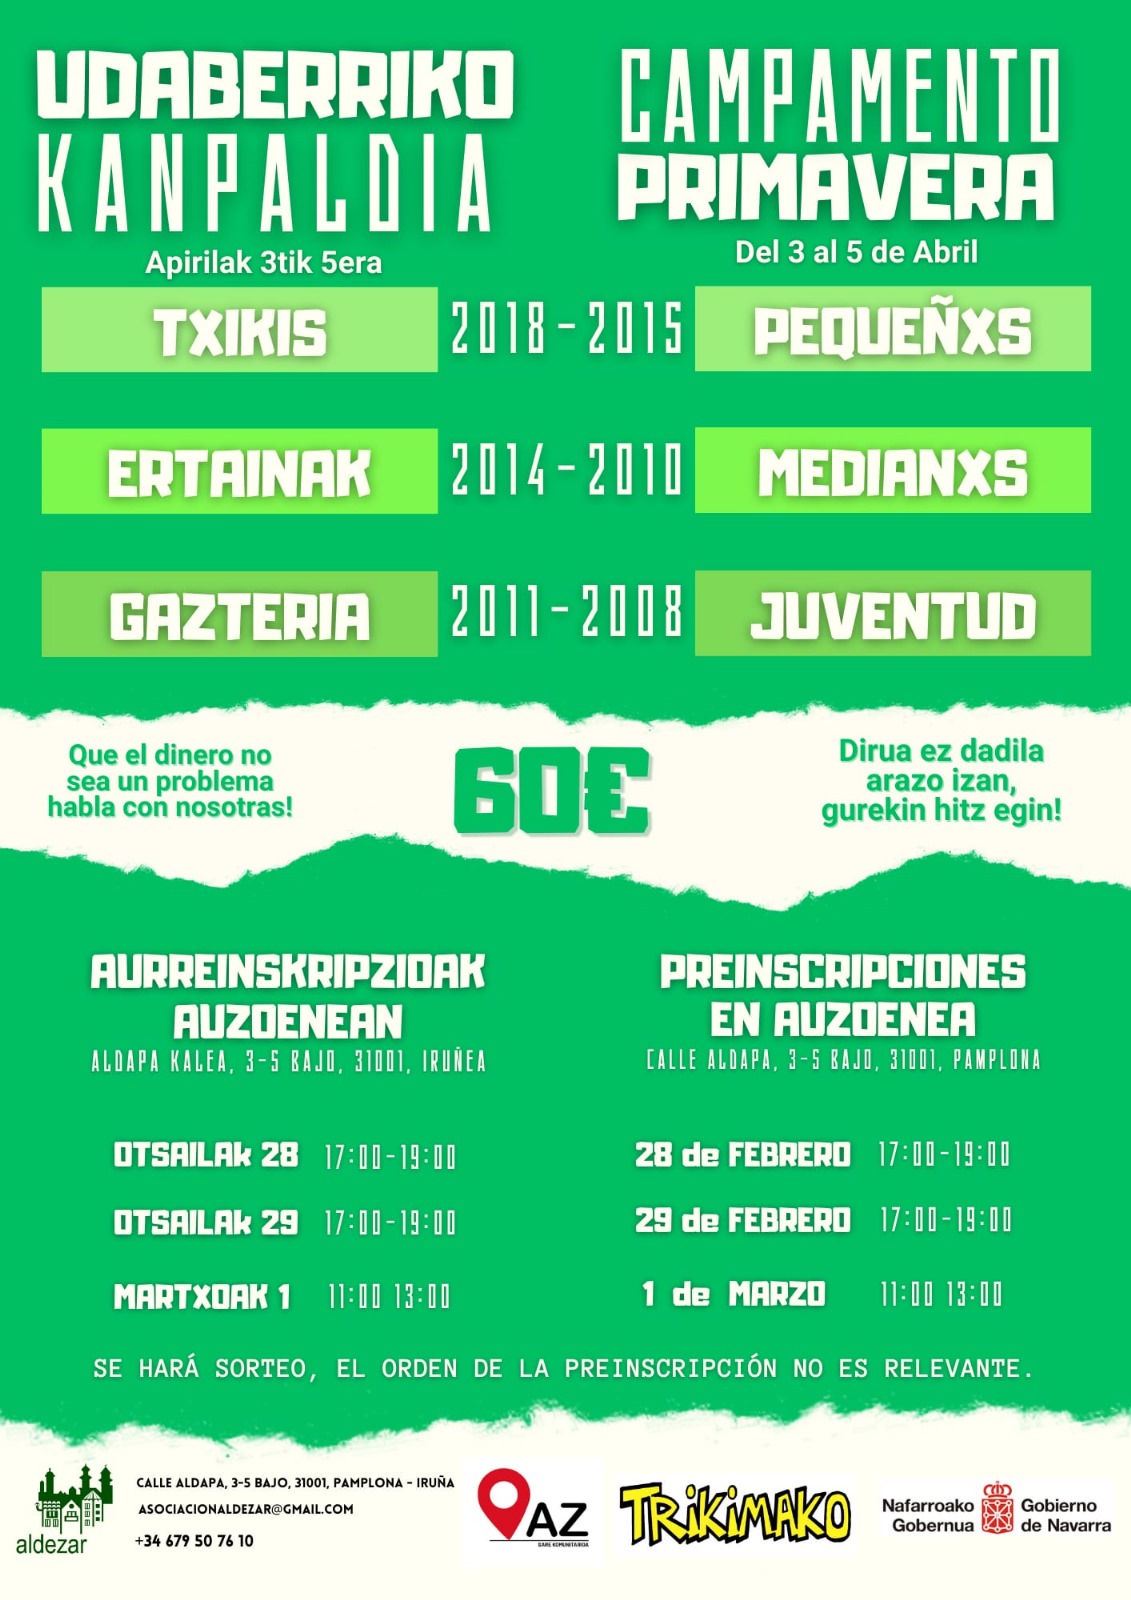 UDABERRIKO
KANPALDIA
Apirilak 3tik 5era
CAMPAMENTO
PRIMAVERA
Del 3 al 5 de Abril
TXIKIS 2018-2015 PEQUEÑXS
ERTAINAK 2014-2010 MEDIANXS
GAZTERIA 2011-2008 JUVENTUD
Que el dinero no
sea un problema
habla con nosotras!
60€
Dirua ez dadila
arazo izan,
gurekin hitz egin!
AURREINSKRIPZIOAK
AUZOENEAN
ALDAPA KALEA, 3-5 BAJO, 31001, IRUÑEA
OTSAILAk 28 17:00-19:00
OTSAILAk 29 17:00-19:00
MARTXOAK 1 11:00 13:00
PREINSCRIPCIONES
EN AUZOENEA
CALLE ALDAPA, 3-5 BAJO, 31001, PAMPLONA
28 de FEBRERO 17:00-19:00
29 de FEBRERO 17:00-19:00
1 de MARZO 11:00 13:00
SE HARÁ SORTEO, EL ORDEN DE LA PREINSCRIPCIÓN NO ES RELEVANTE.
aldezar
CALLE ALDAPA, 3-5 BAJO, 31001, PAMPLONA - IRUÑA
ASOCIACIONALDEZAR@GMAIL.COM
+34 679 50 76 10
AZ
GARE KOMUNITARIOA
TRiKiMAKO
Nafarroako
Gobernua
Gobierno
de Navarra